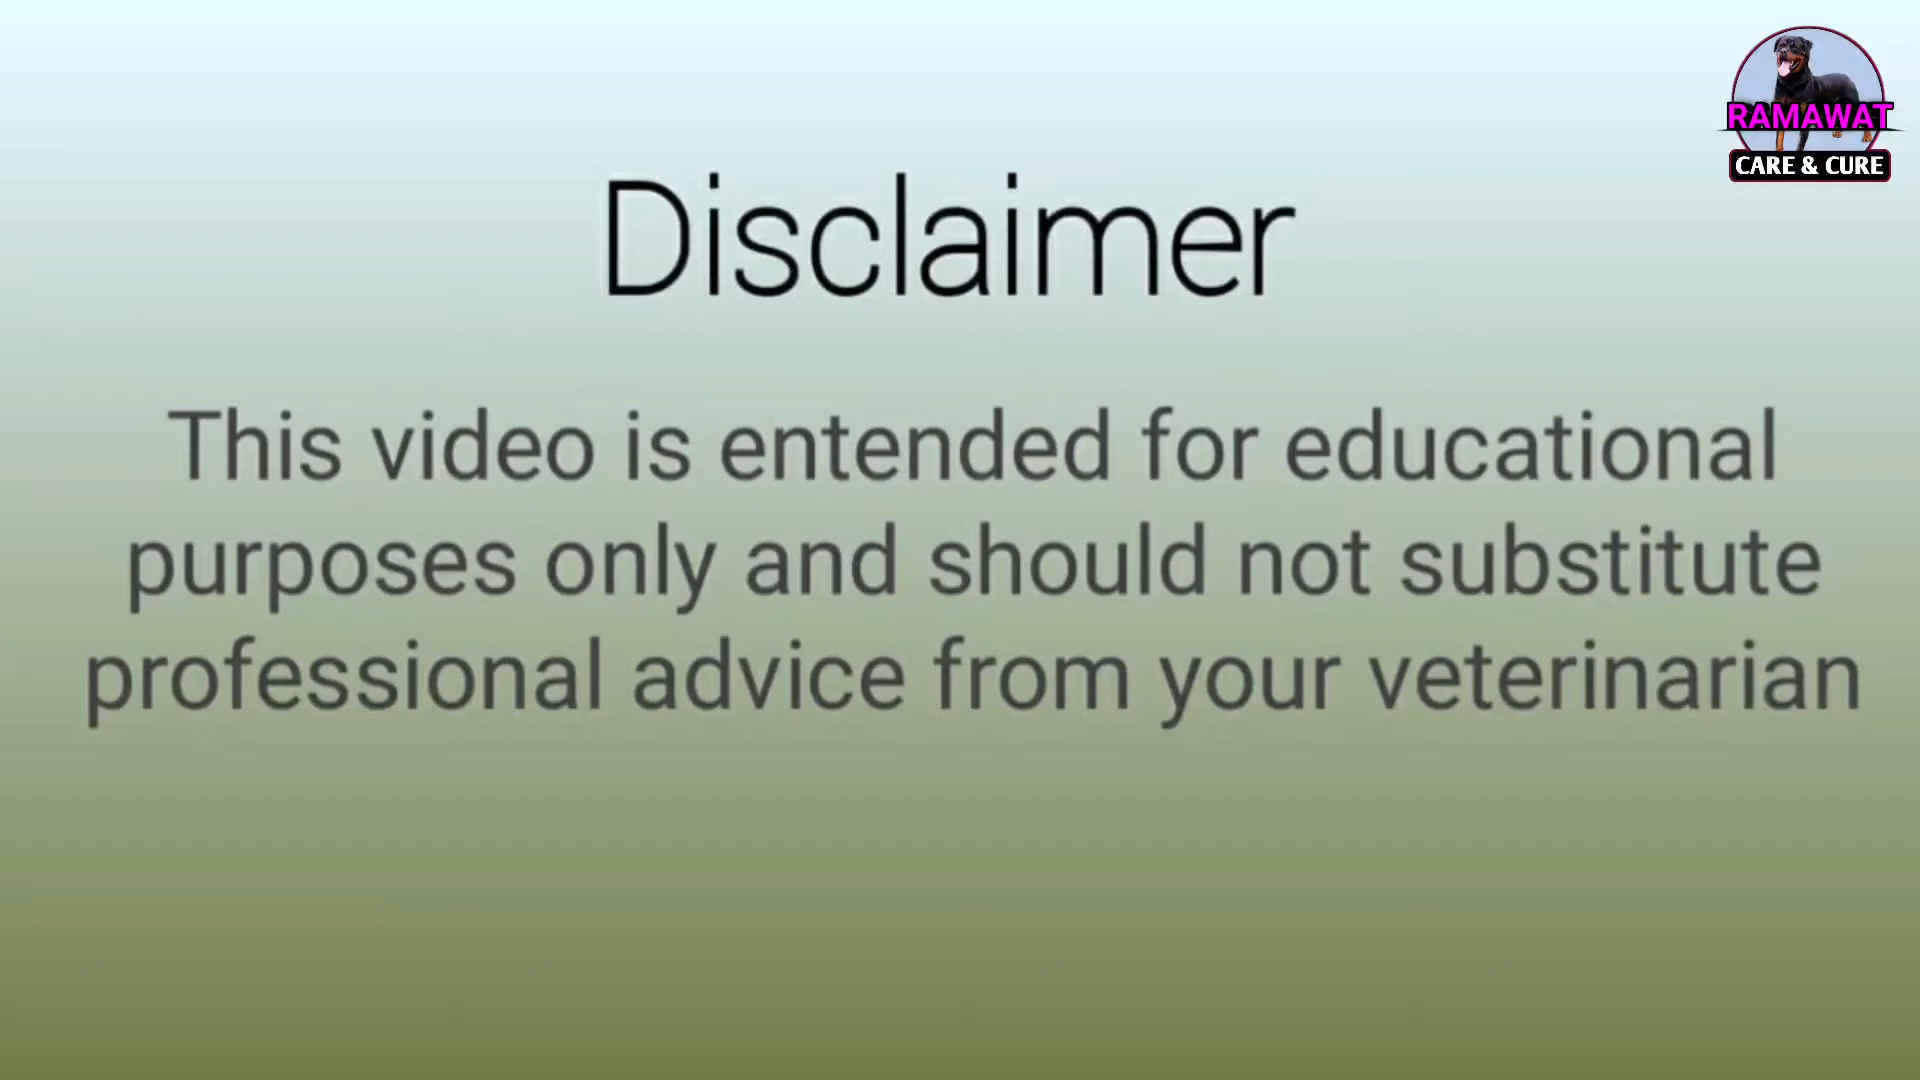 RAMAWAT
CARE & CURE
Disclaimer
This video is entended for educational
purposes only and should not substitute
professional advice from your veterinarian